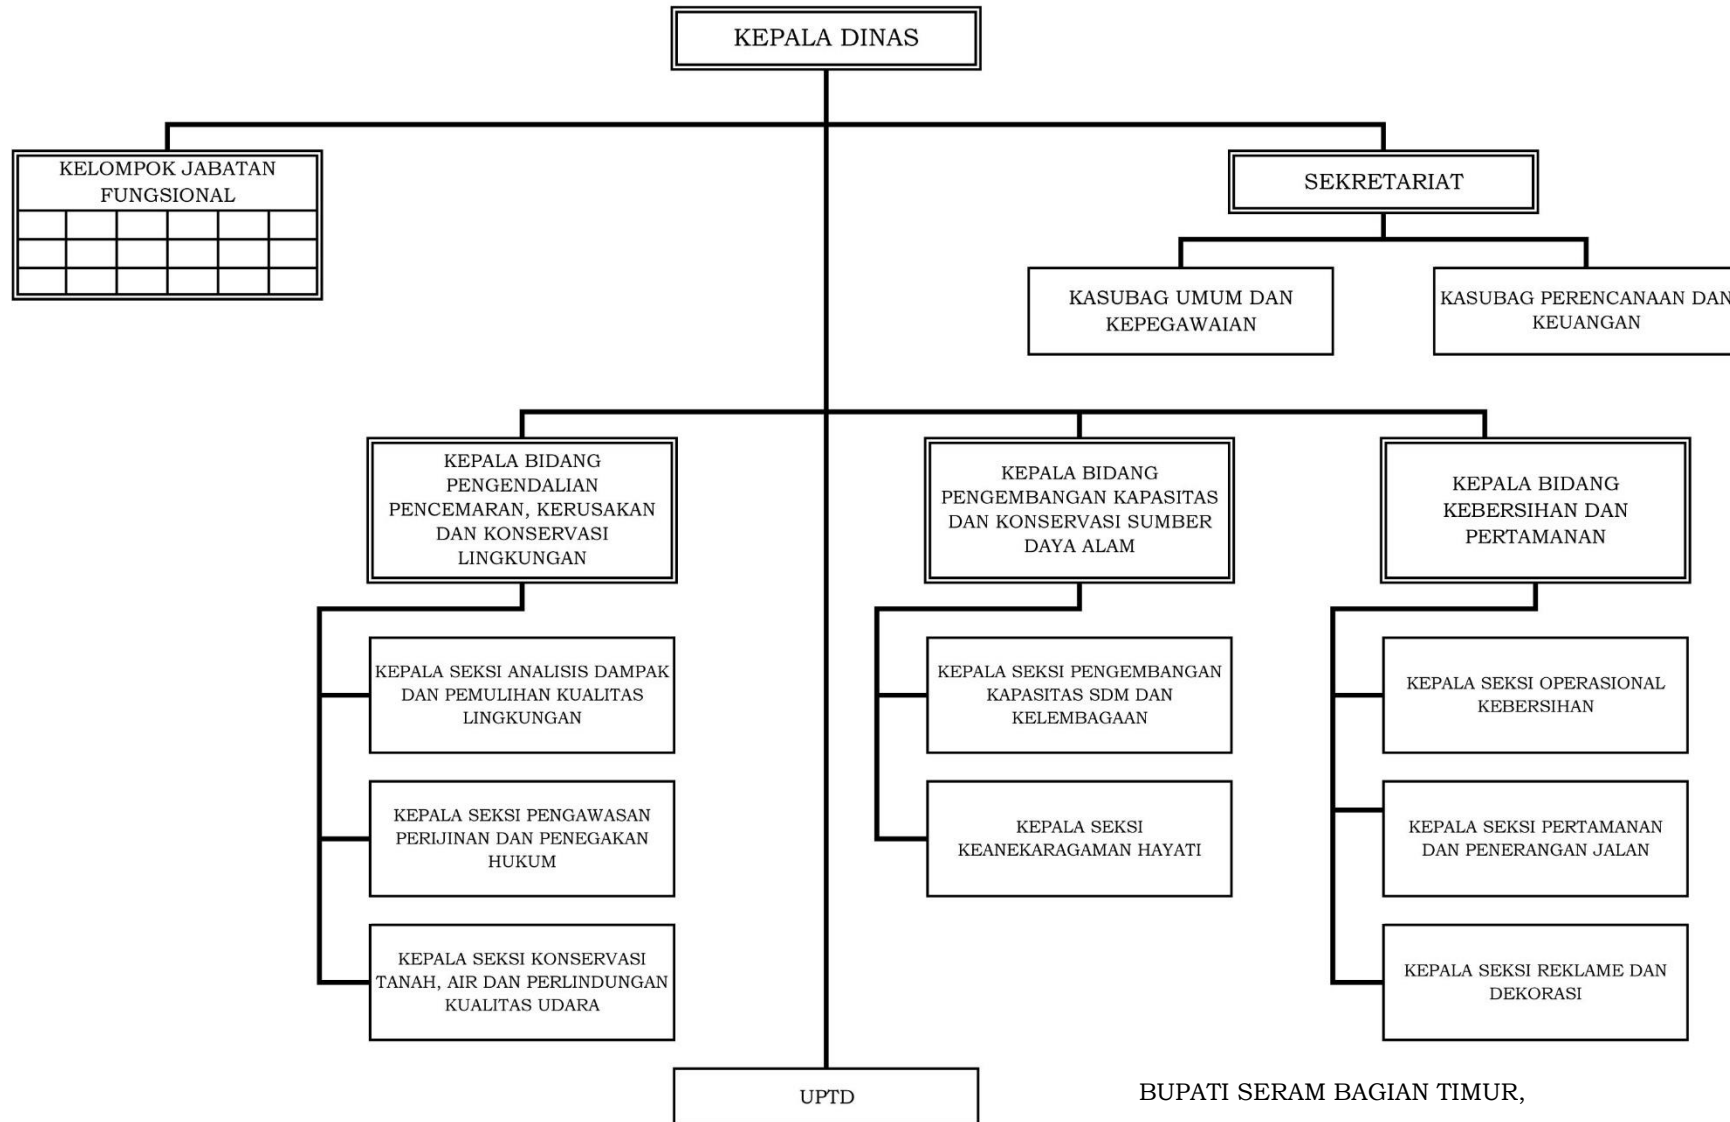 KEPALA DINAS
KELOMPOK JABATAN
FUNGSIONAL
SEKRETARIAT
KASUBAG UMUM DAN
KEPEGAWAIAN
KASUBAG PERENCANAAN DAN
KEUANGAN
KEPALA BIDANG
PENGENDALIAN
PENCEMARAN, KERUSAKAN
DAN KONSERVASI
LINGKUNGAN
KEPALA BIDANG
PENGEMBANGAN KAPASITAS
DAN KONSERVASI SUMBER
DAYA ALAM
KEPALA BIDANG
KEBERSIHAN DAN
PERTAMANAN
KEPALA SEKSI ANALISIS DAMPAK
DAN PEMULIHAN KUALITAS
LINGKUNGAN
KEPALA SEKSI PENGAWASAN
PERIJINAN DAN PENEGAKAN
HUKUM
KEPALA SEKSI KONSERVASI
TANAH, AIR DAN PERLINDUNGAN
KUALITAS UDARA
KEPALA SEKSI PENGEMBANGAN
KAPASITAS SDM DAN
KELEMBAGAAN
KEPALA SEKSI
KEANEKARAGAMAN HAYATI
KEPALA SEKSI OPERASIONAL
KEBERSIHAN
KEPALA SEKSI PERTAMANAN
DAN PENERANGAN JALAN
KEPALA SEKSI REKLAME DAN
DEKORASI
UPTD
BUPATI SERAM BAGIAN TIMUR,